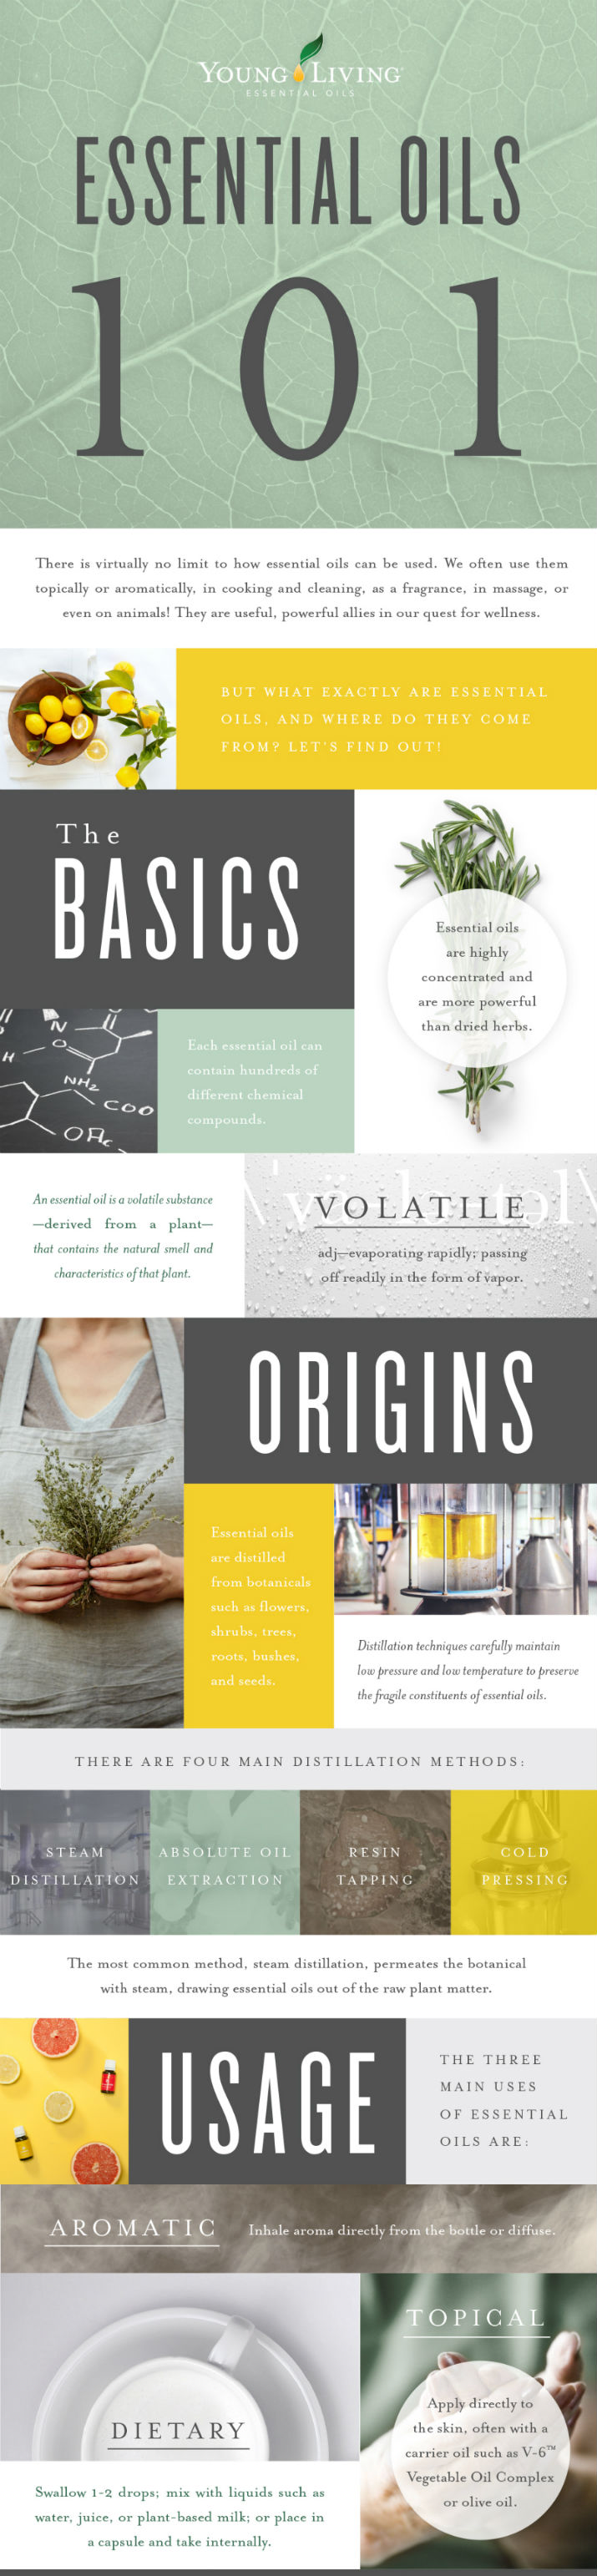 YOUNG LIVING
ESSENTIAL OILS
ESSENTIAL OILS
101
There is virtually no limit to how essential oils can be used. We often use them
topically or aromatically, in cooking and cleaning, as a fragrance, in massage, or
even on animals! They are useful, powerful allies in our quest for wellness.
BUT WHAT EXACTLY ARE ESSENTIAL
OILS, AND WHERE DO THEY COME
FROM? LET'S FIND OUT!
The
BASICS
Essential oils
are highly
concentrated and
are more powerful
than dried herbs.
N
O
H
NH2
COO
OAc
Each essential oil can
contain hundreds of
different chemical
compounds.
An essential oil is a volatile substance
—derived from a plant—
that contains the natural smell and
characteristics of that plant.
VOLATILE
adj—evaporating rapidly; passing
off readily in the form of vapor.
ORIGINS
Essential oils
are distilled
from botanicals
such as flowers,
shrubs, trees,
roots, bushes,
and seeds.
Distillation techniques carefully maintain
low pressure and low temperature to preserve
the fragile constituents of essential oils.
THERE ARE FOUR MAIN DISTILLATION METHODS:
STEAM
DISTILLATION
ABSOLUTE OIL
EXTRACTION
RESIN
TAPPING
COLD
PRESSING
The most common method, steam distillation, permeates the botanical
with steam, drawing essential oils out of the raw plant matter.
USAGE
THE THREE
MAIN USES
OF ESSENTIAL
OILS ARE:
AROMATIC
Inhale aroma directly from the bottle or diffuse.
DIETARY
Swallow 1-2 drops; mix with liquids such as
water, juice, or plant-based milk; or place in
a capsule and take internally.
TOPICAL
Apply directly to
the skin, often with a
carrier oil such as V-6™
Vegetable Oil Complex
or olive oil.